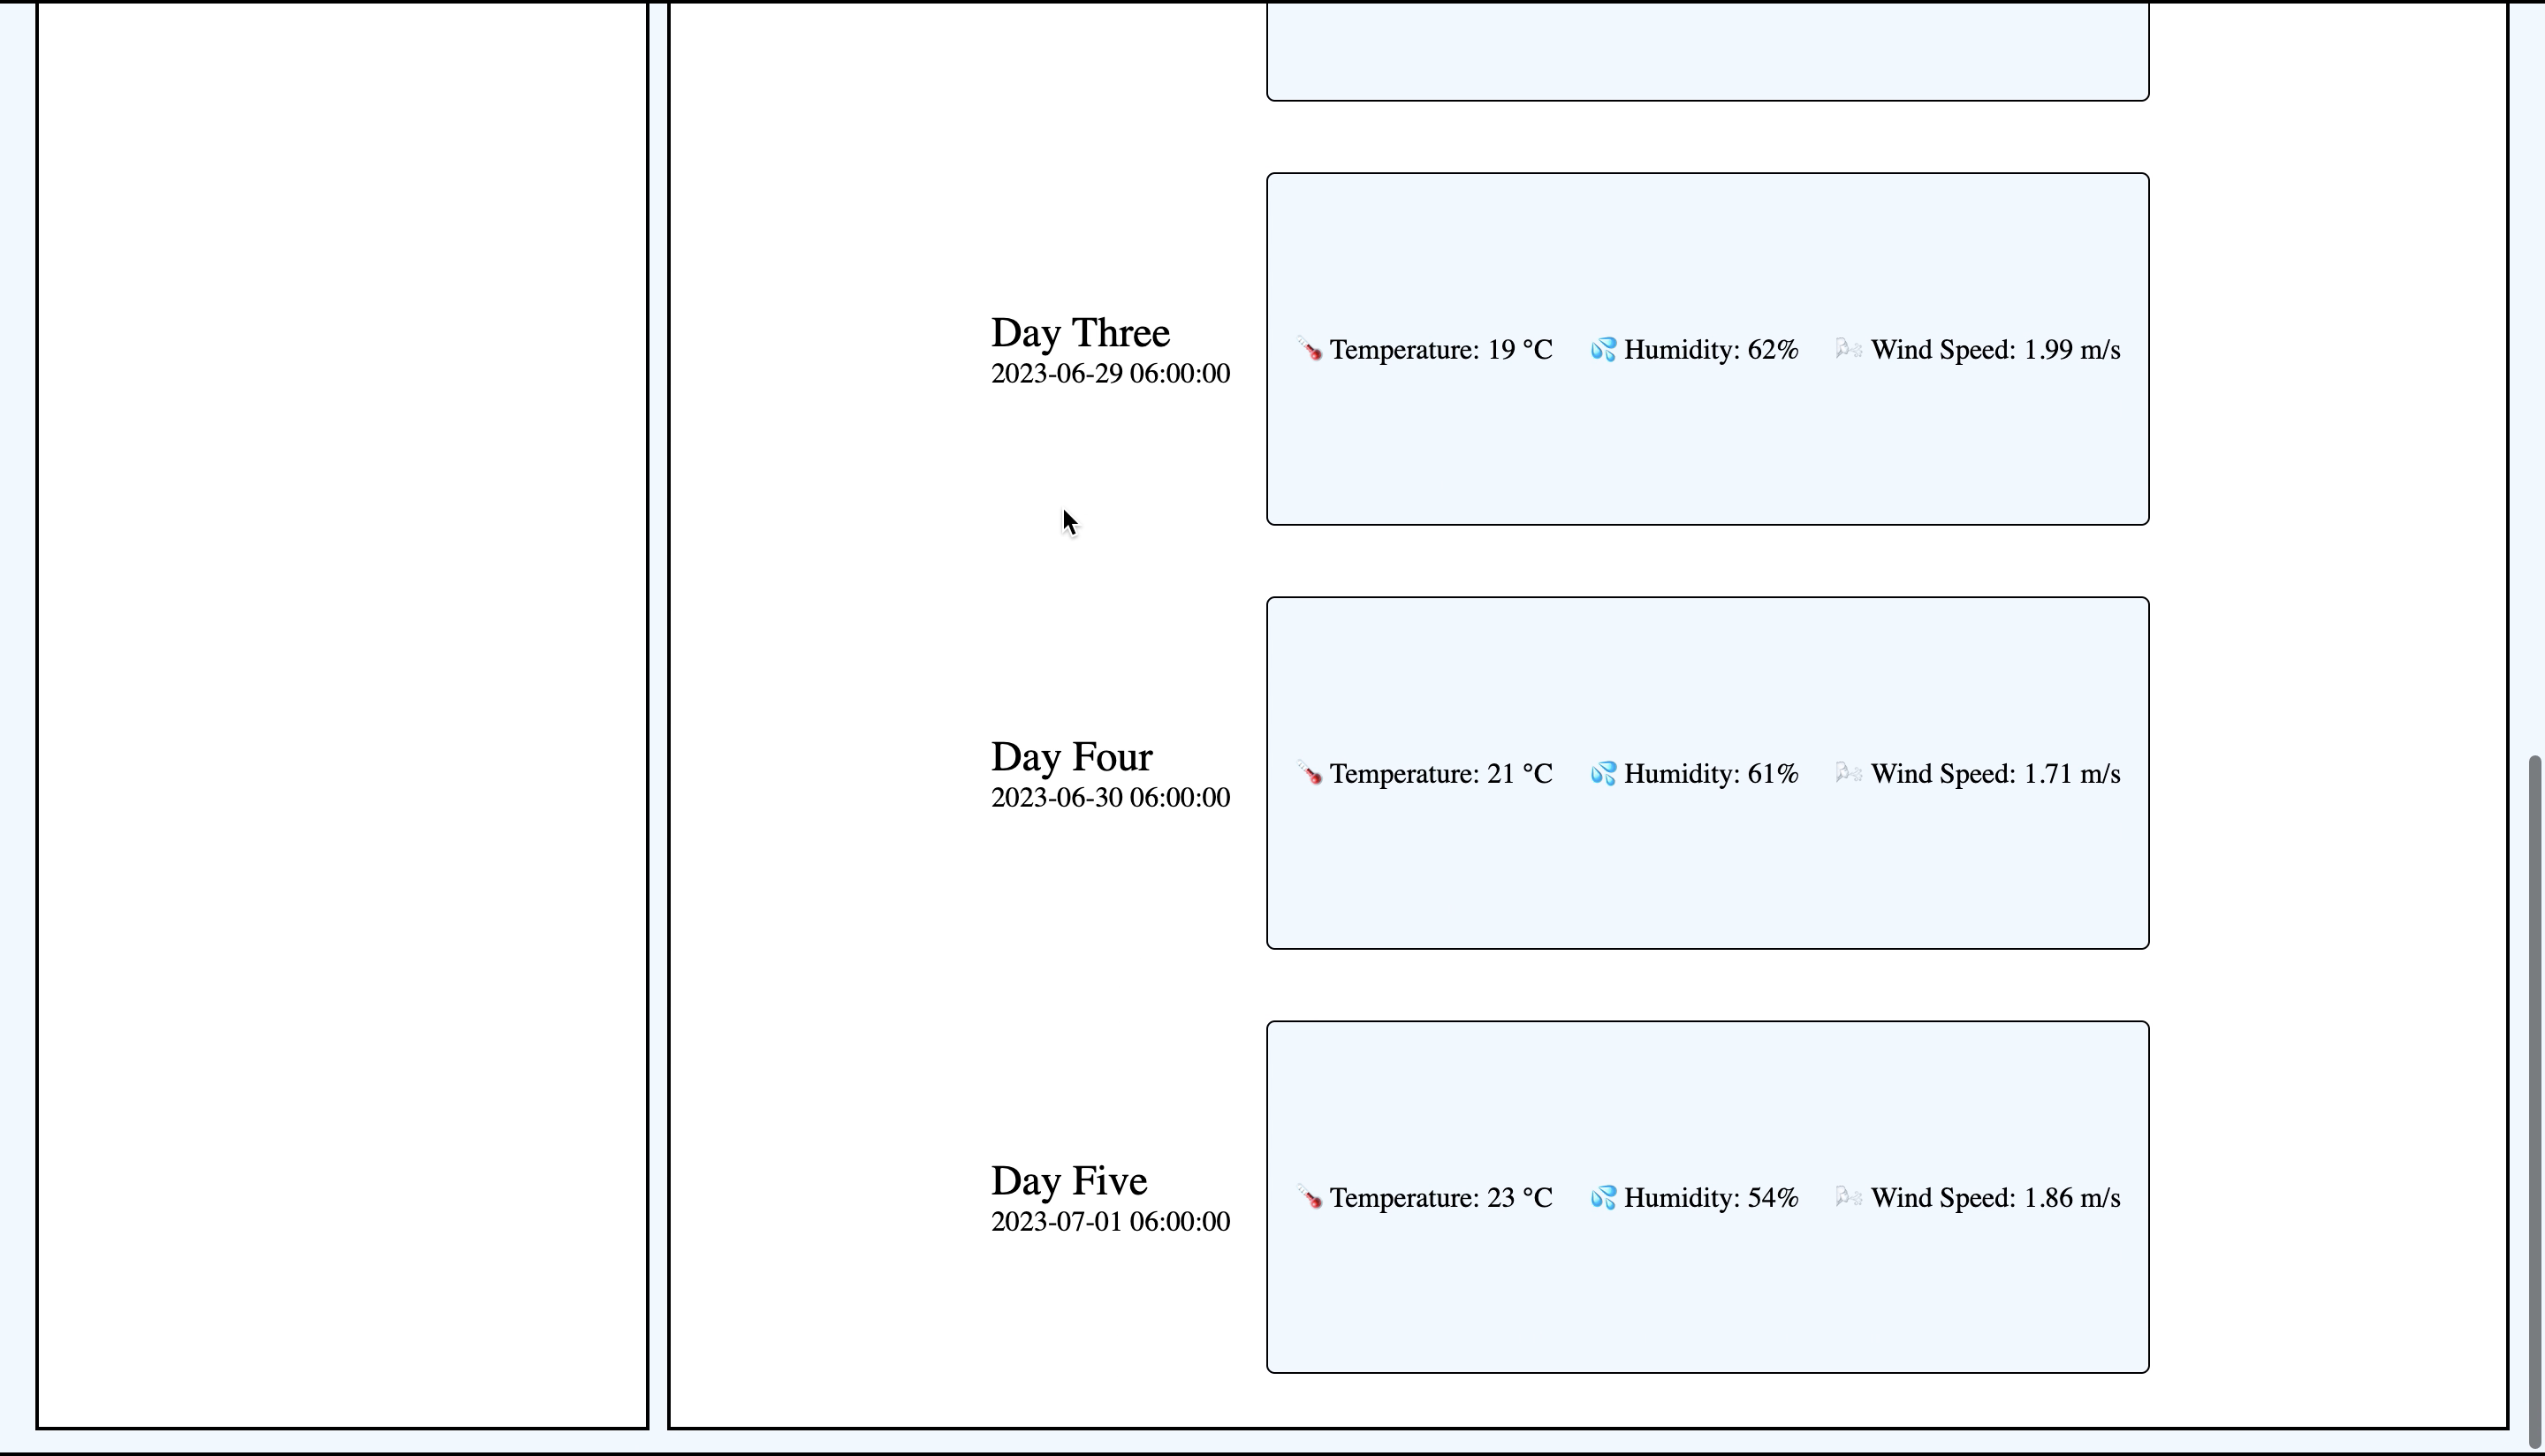 Day Three
2023-06-29 06:00:00
🌡️ Temperature: 19 °C 💦 Humidity: 62% 🌬️ Wind Speed: 1.99 m/s
Day Four
2023-06-30 06:00:00
🌡️ Temperature: 21 °C 💦 Humidity: 61% 🌬️ Wind Speed: 1.71 m/s
Day Five
2023-07-01 06:00:00
🌡️ Temperature: 23 °C 💦 Humidity: 54% 🌬️ Wind Speed: 1.86 m/s